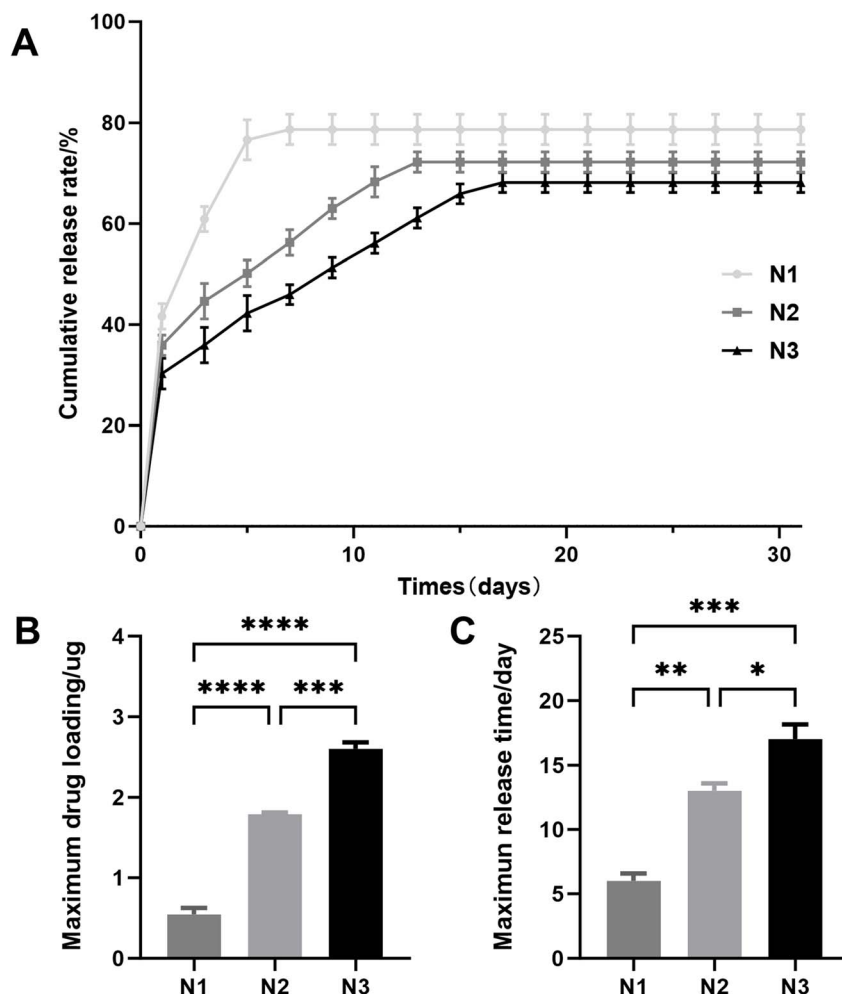 A
100
80
60
40
20
0
Cumulative release rate/%
0 10 20 30
Times（days）
N1
N2
N3
B
4
3
2
1
0
Maximum drug loading/ug
****
**** ***
N1 N2 N3
C
25
20
15
10
5
0
Maximun release time/day
***
** *
N1 N2 N3